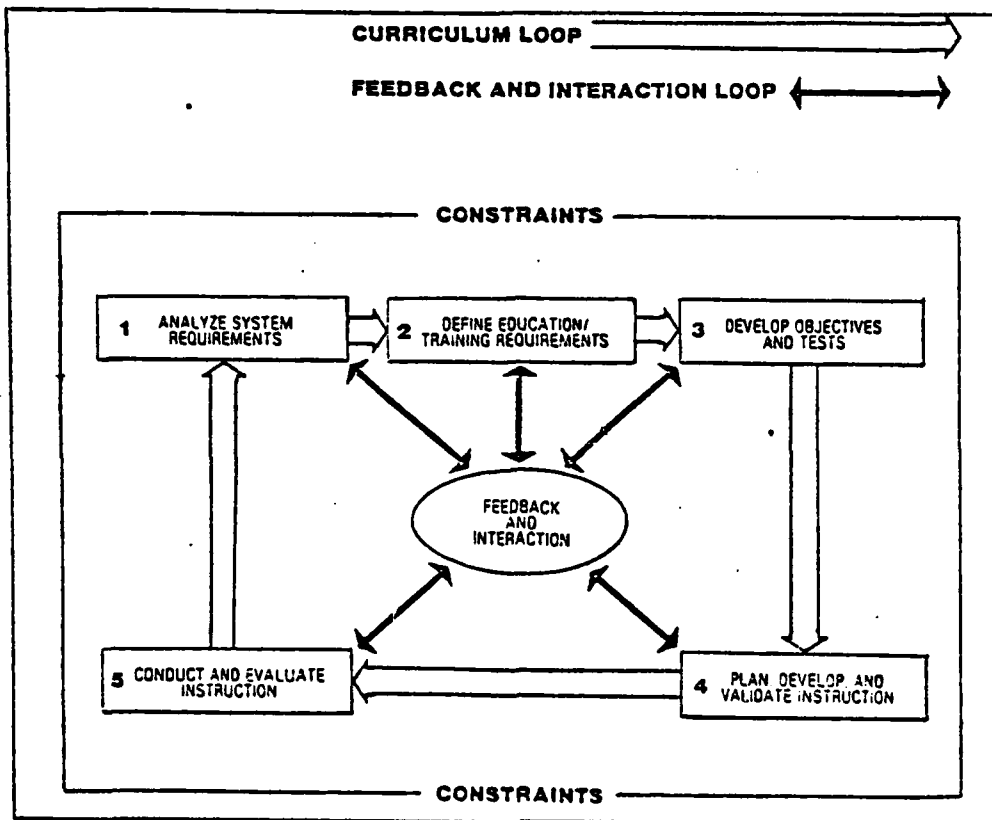 CURRICULUM LOOP
FEEDBACK AND INTERACTION LOOP
CONSTRAINTS
1 ANALYZE SYSTEM
REQUIREMENTS
2 DEFINE EDUCATION/
TRAINING REQUIREMENTS
3 DEVELOP OBJECTIVES
AND TESTS
FEEDBACK
AND
INTERACTION
5 CONDUCT AND EVALUATE
INSTRUCTION
4 PLAN, DEVELOP, AND
VALIDATE INSTRUCTION
CONSTRAINTS